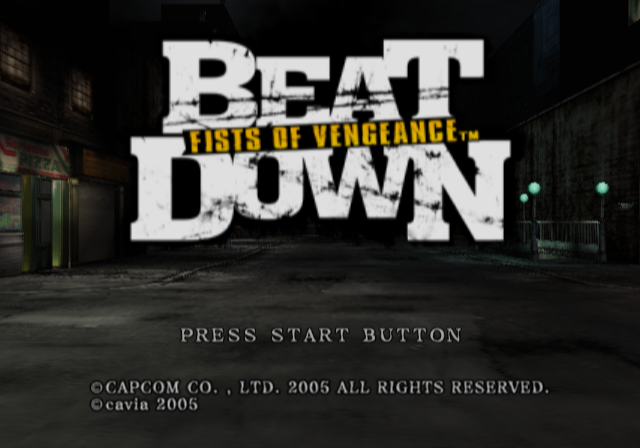 BEAT
FISTS OF VENGEANCE™
DOWN
PRESS START BUTTON
©CAPCOM CO. , LTD. 2005 ALL RIGHTS RESERVED.
©cavia 2005